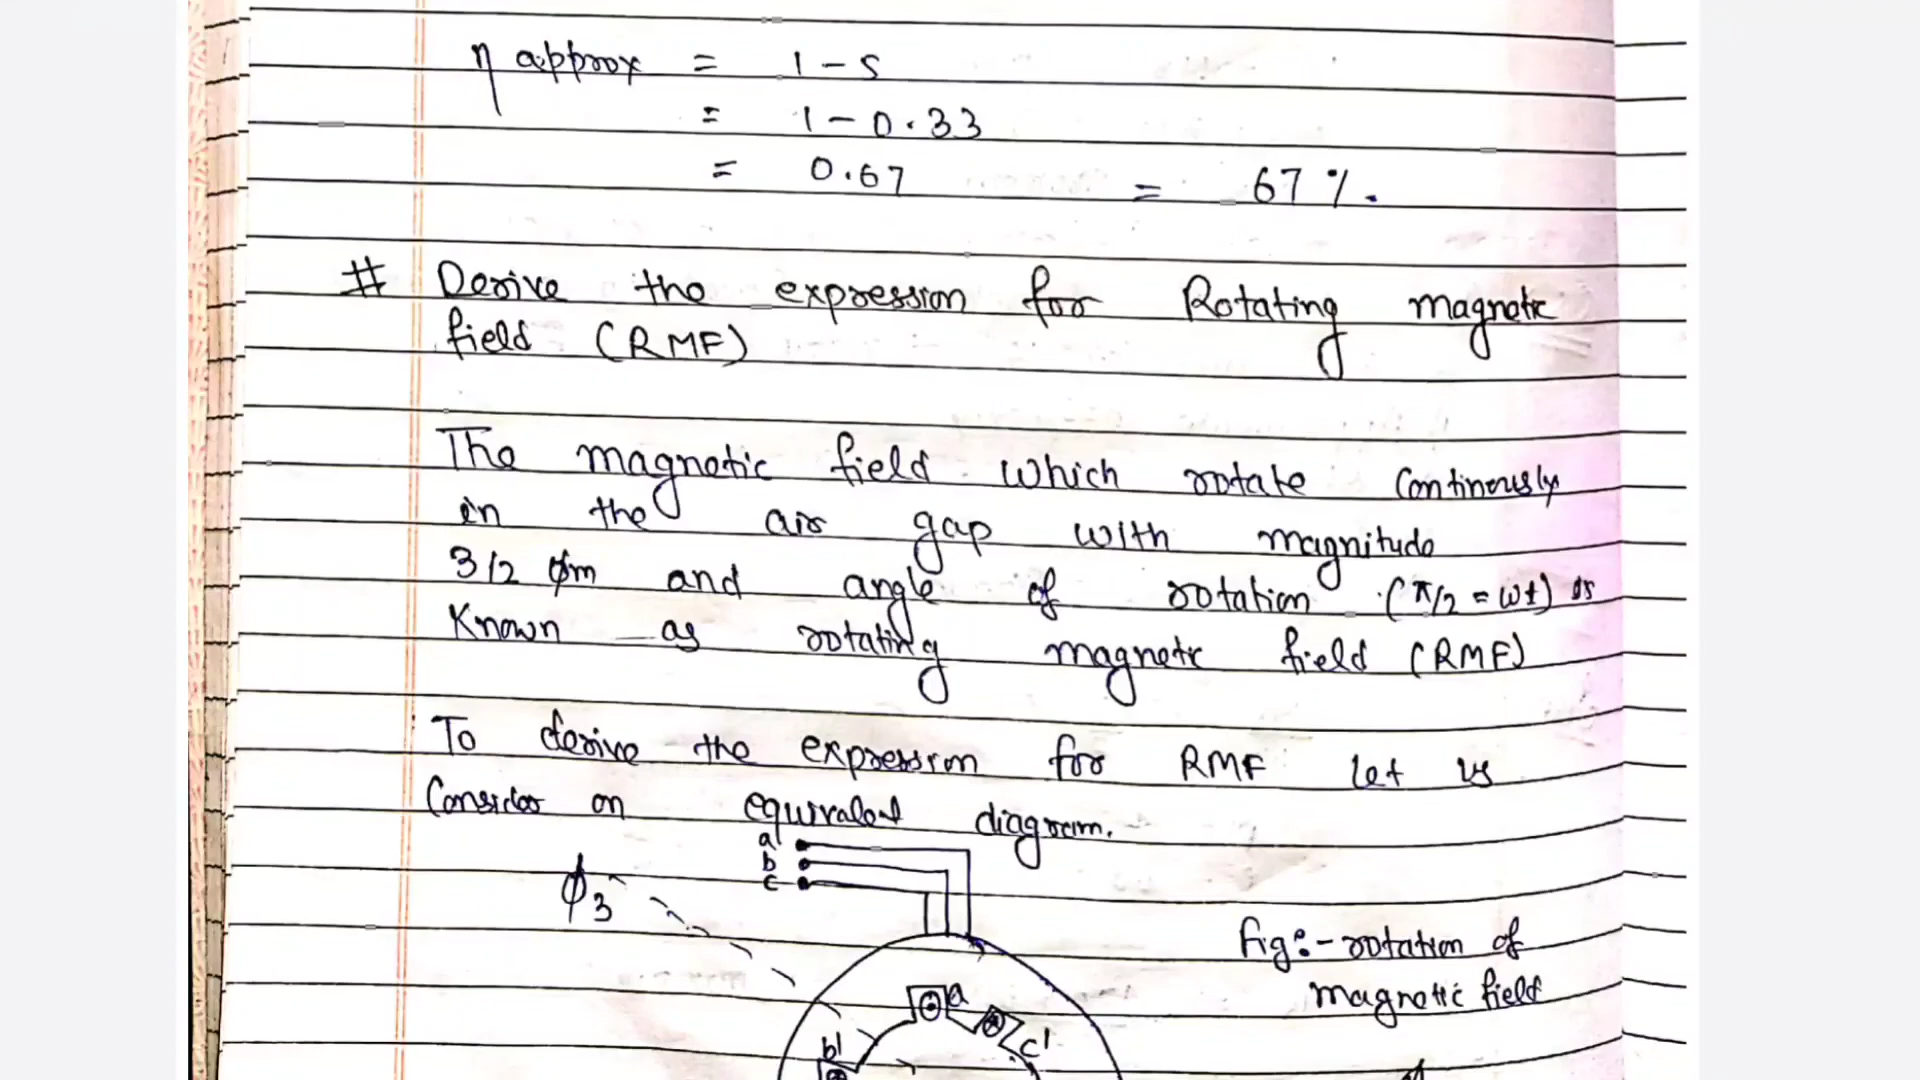 η approx = 1 - s
= 1 - 0.33
= 0.67 = 67 %.
# Derive the expression for Rotating magnetic
field (RMF)
The magnetic field which rotate continously
in the air gap with magnitude
3/2 ϕm and angle of rotation (π/2 = ωt) is
Known as rotating magnetic field (RMF)
To derive the expression for RMF let us
Consider an equivalent diagram.
a
b
c
ϕ3
fig:- rotation of
magnetic field
a
c'
b'